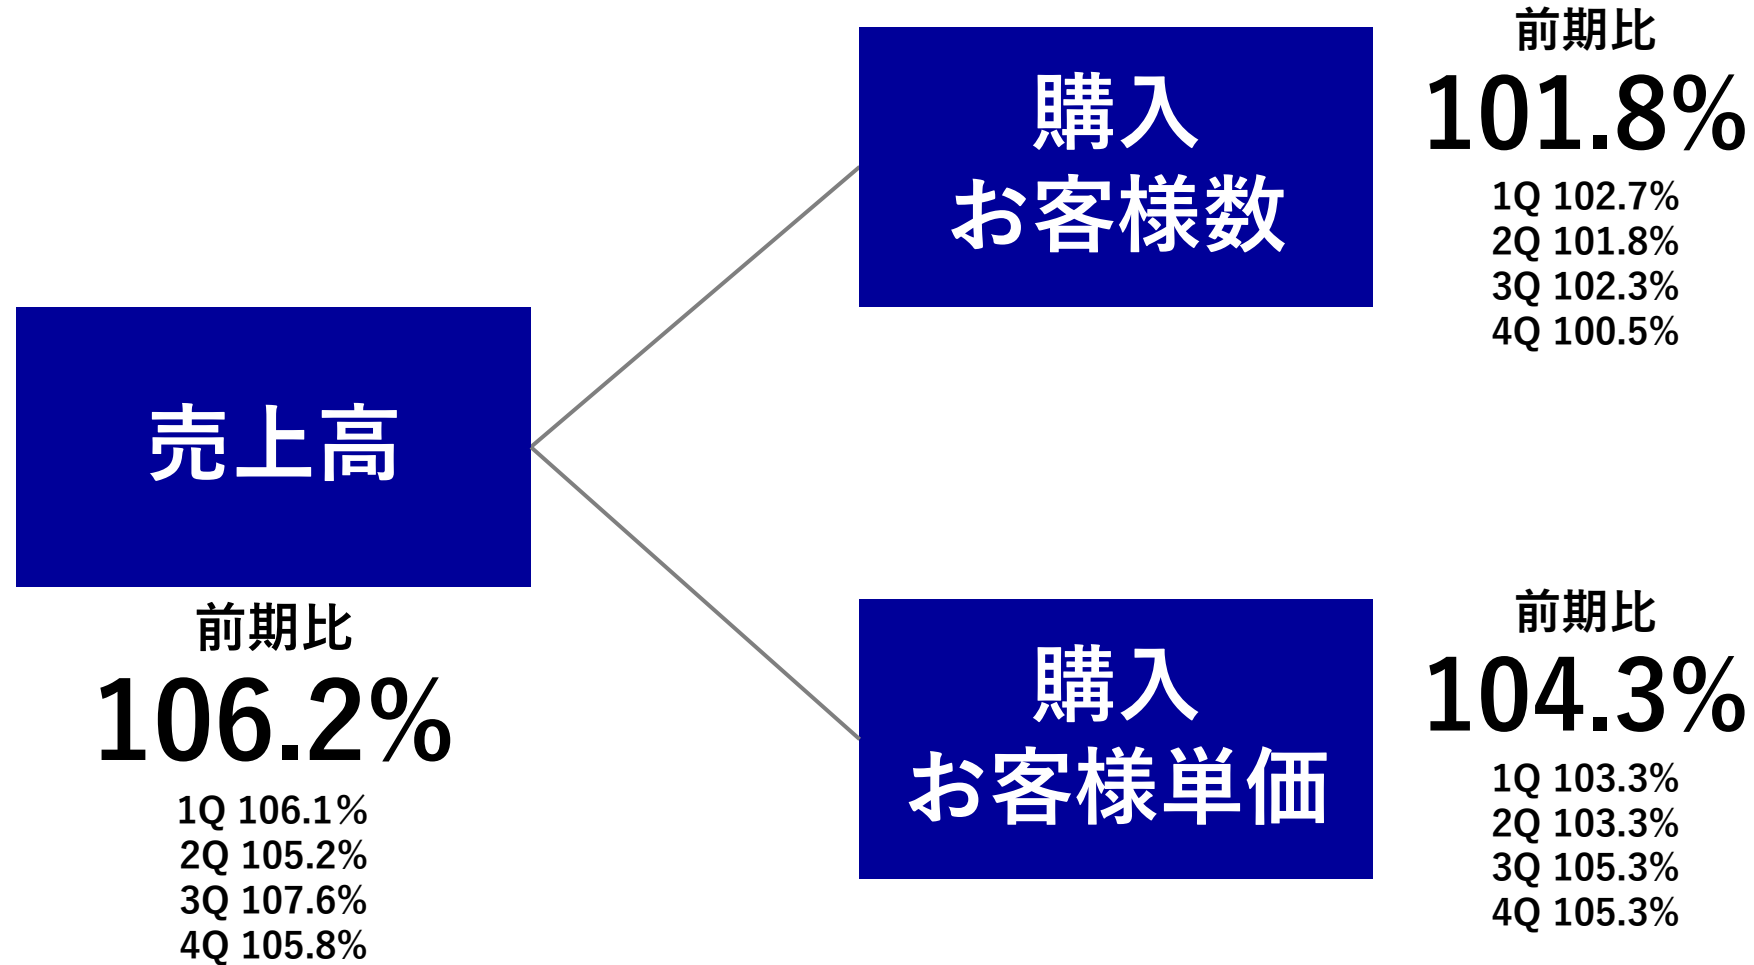 売上高
前期比
106.2%
1Q 106.1%
2Q 105.2%
3Q 107.6%
4Q 105.8%
購入
お客様数
前期比
101.8%
1Q 102.7%
2Q 101.8%
3Q 102.3%
4Q 100.5%
購入
お客様単価
前期比
104.3%
1Q 103.3%
2Q 103.3%
3Q 105.3%
4Q 105.3%